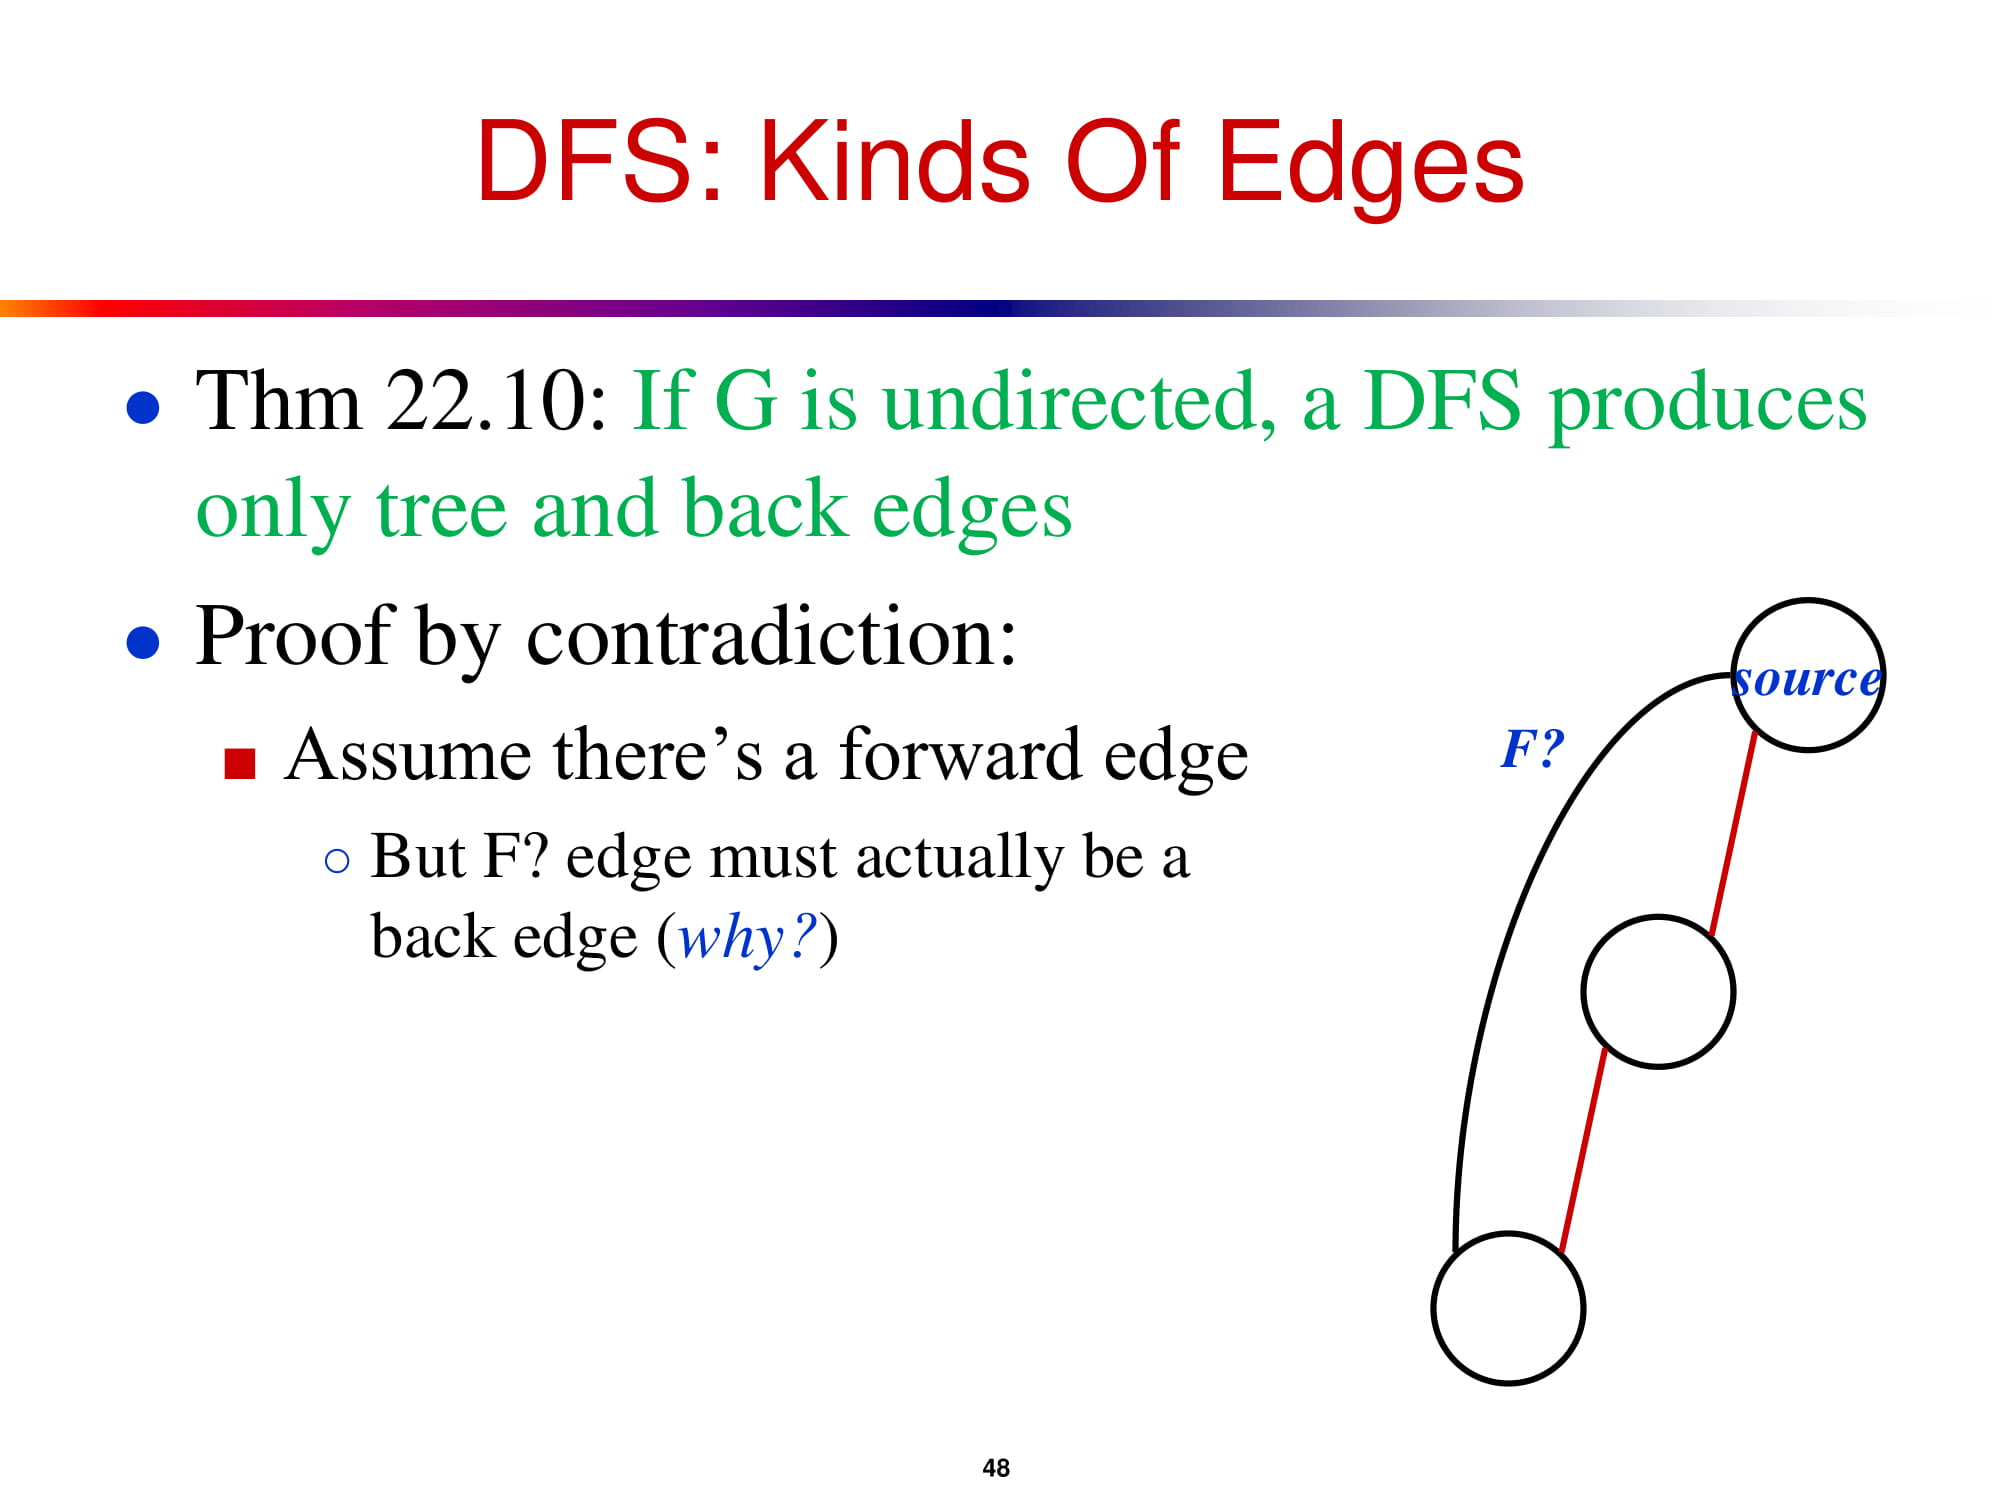 DFS: Kinds Of Edges
• Thm 22.10: If G is undirected, a DFS produces
only tree and back edges
• Proof by contradiction:
■ Assume there’s a forward edge
○ But F? edge must actually be a
back edge (why?)
source
F?
48